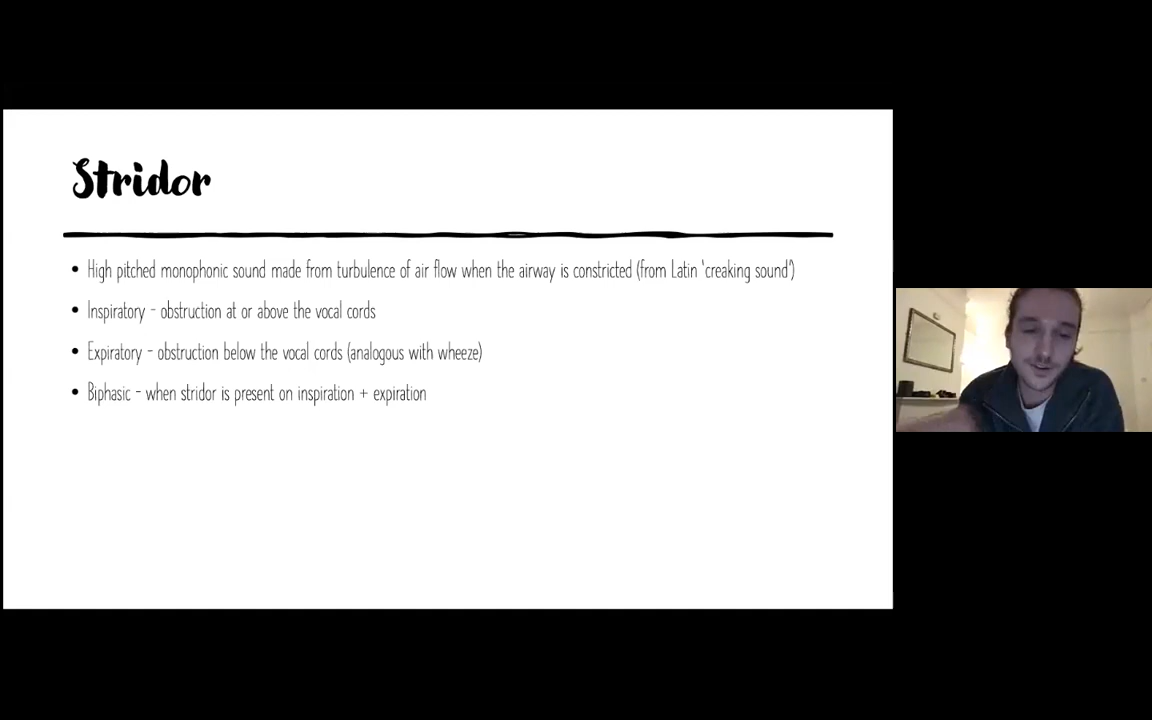 Stridor
• High pitched monophonic sound made from turbulence of air flow when the airway is constricted (from Latin 'creaking sound')
• Inspiratory - obstruction at or above the vocal cords
• Expiratory - obstruction below the vocal cords (analogous with wheeze)
• Biphasic - when stridor is present on inspiration + expiration